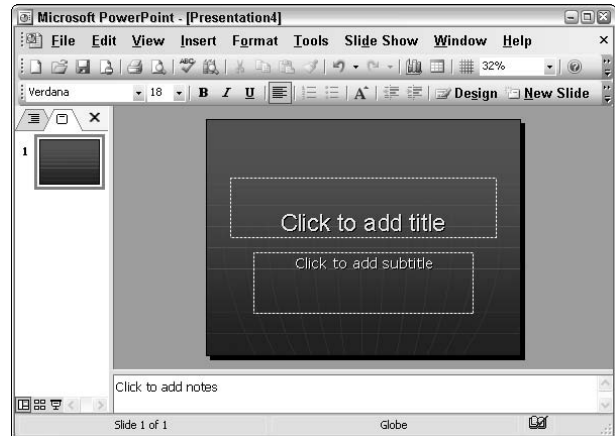 Microsoft PowerPoint - [Presentation4]
File Edit View Insert Format Tools Slide Show Window Help
32%
Verdana 18 B I U A Design New Slide
1
Click to add title
Click to add subtitle
Click to add notes
Slide 1 of 1 Globe